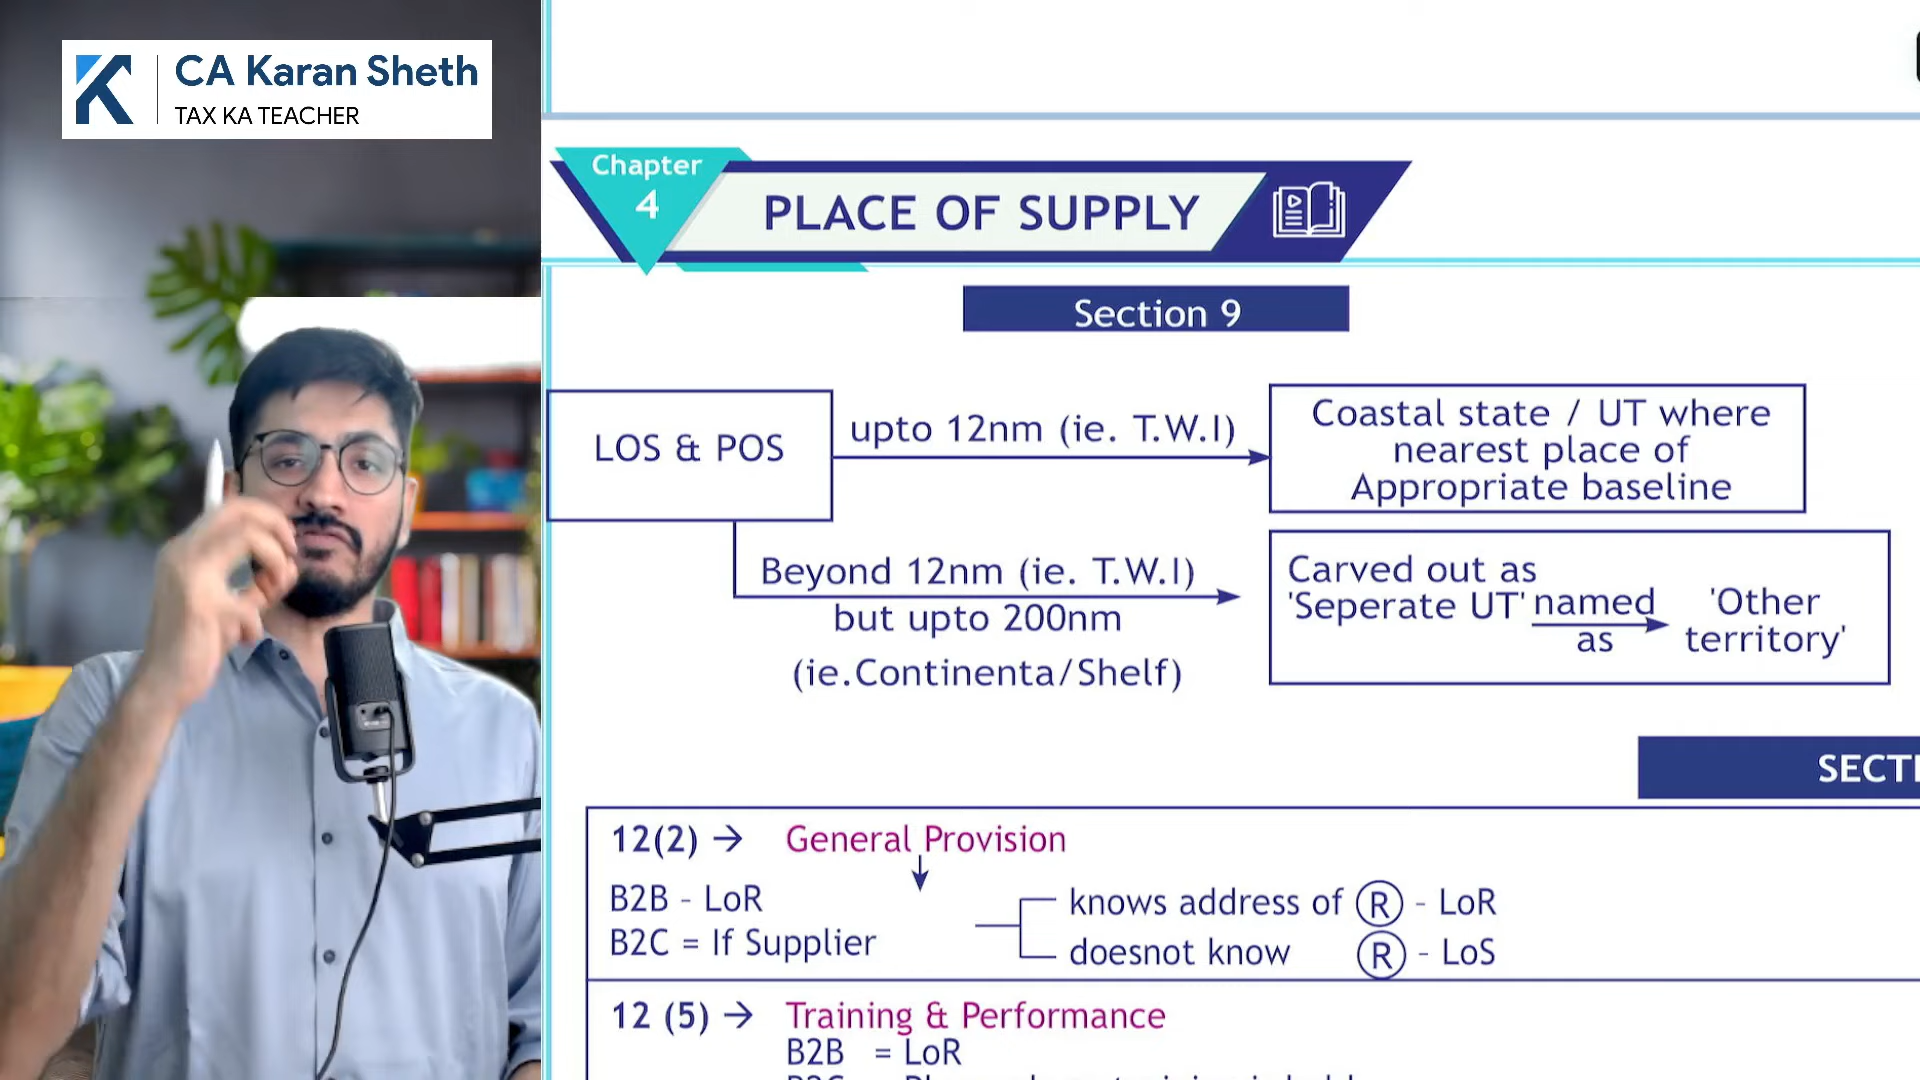 CA Karan Sheth
TAX KA TEACHER
Chapter
4
PLACE OF SUPPLY
Section 9
LOS & POS
upto 12nm (ie. T.W.I)
Coastal state / UT where
nearest place of
Appropriate baseline
Beyond 12nm (ie. T.W.I)
but upto 200nm
(ie.Continenta/Shelf)
Carved out as
'Seperate UT' named
as
'Other
territory'
SECTI
12(2) → General Provision
B2B - LoR
B2C = If Supplier
knows address of R - LoR
doesnot know R - LoS
12 (5) → Training & Performance
B2B = LoR